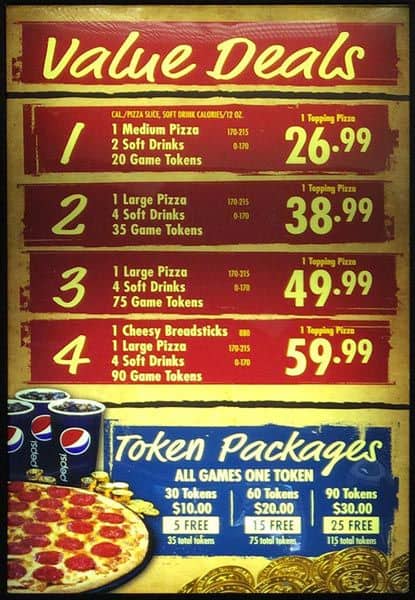 Value Deals
CAL./PIZZA SLICE, SOFT DRINK CALORIES/12 OZ.
1
1 Medium Pizza 170-215
2 Soft Drinks 0-170
20 Game Tokens
1 Topping Pizza
26.99
2
1 Large Pizza 170-215
4 Soft Drinks 0-170
35 Game Tokens
1 Topping Pizza
38.99
3
1 Large Pizza 170-215
4 Soft Drinks 0-170
75 Game Tokens
1 Topping Pizza
49.99
4
1 Cheesy Breadsticks 880
1 Large Pizza 170-215
4 Soft Drinks 0-170
90 Game Tokens
1 Topping Pizza
59.99
pepsi
pepsi
Token Packages
ALL GAMES ONE TOKEN
30 Tokens
$10.00
5 FREE
35 total tokens
60 Tokens
$20.00
15 FREE
75 total tokens
90 Tokens
$30.00
25 FREE
115 total tokens